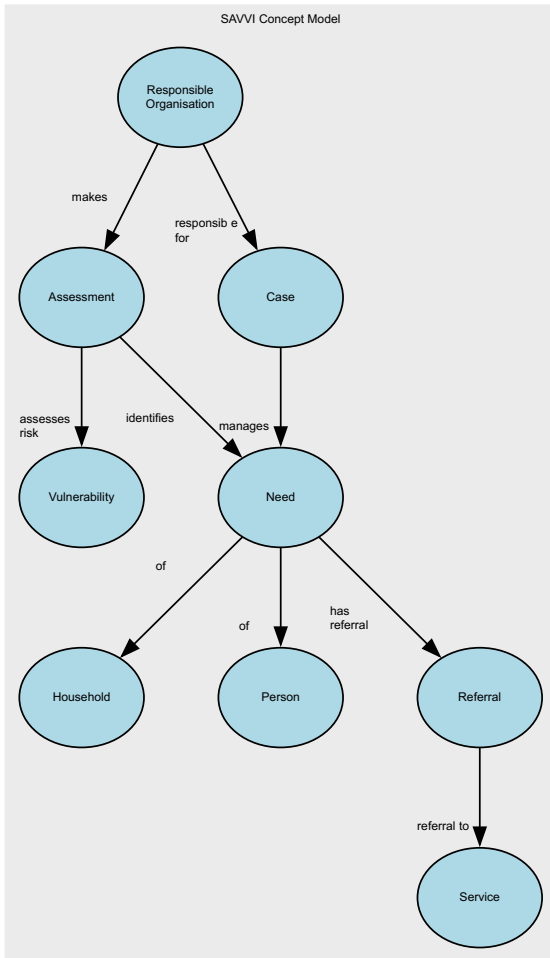 SAVVI Concept Model
Responsible
Organisation
makes
responsib e
for
Assessment
Case
assesses
risk
identifies
manages
Vulnerability
Need
of
of
has
referral
Household
Person
Referral
referral to
Service